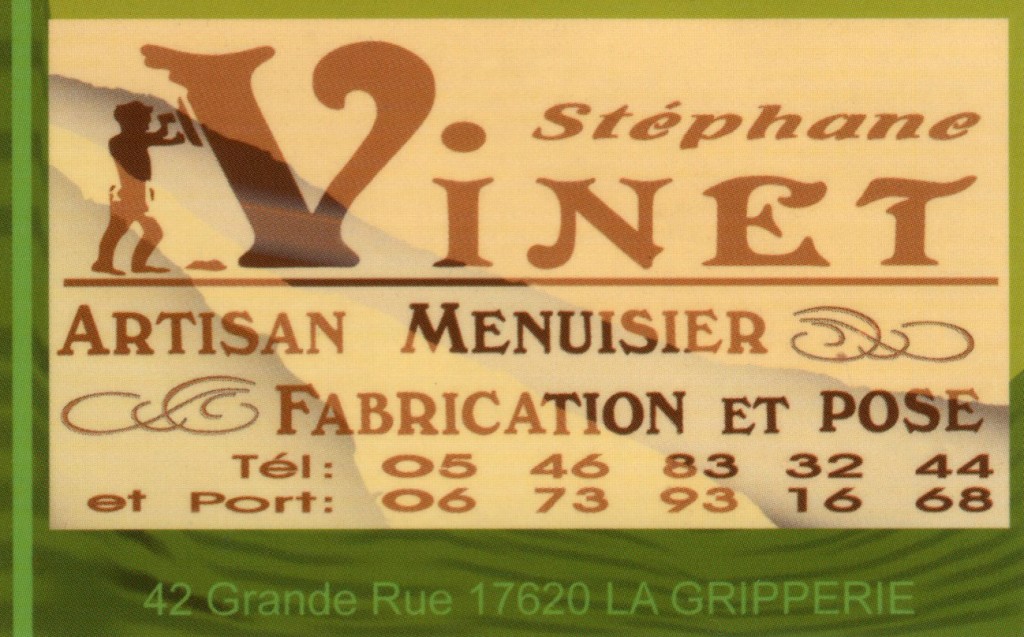 Stéphane
VINET
ARTISAN MENUISIER
FABRICATION ET POSE
Tél: 05 46 83 32 44
et Port: 06 73 93 16 68
42 Grande Rue 17620 LA GRIPPERIE